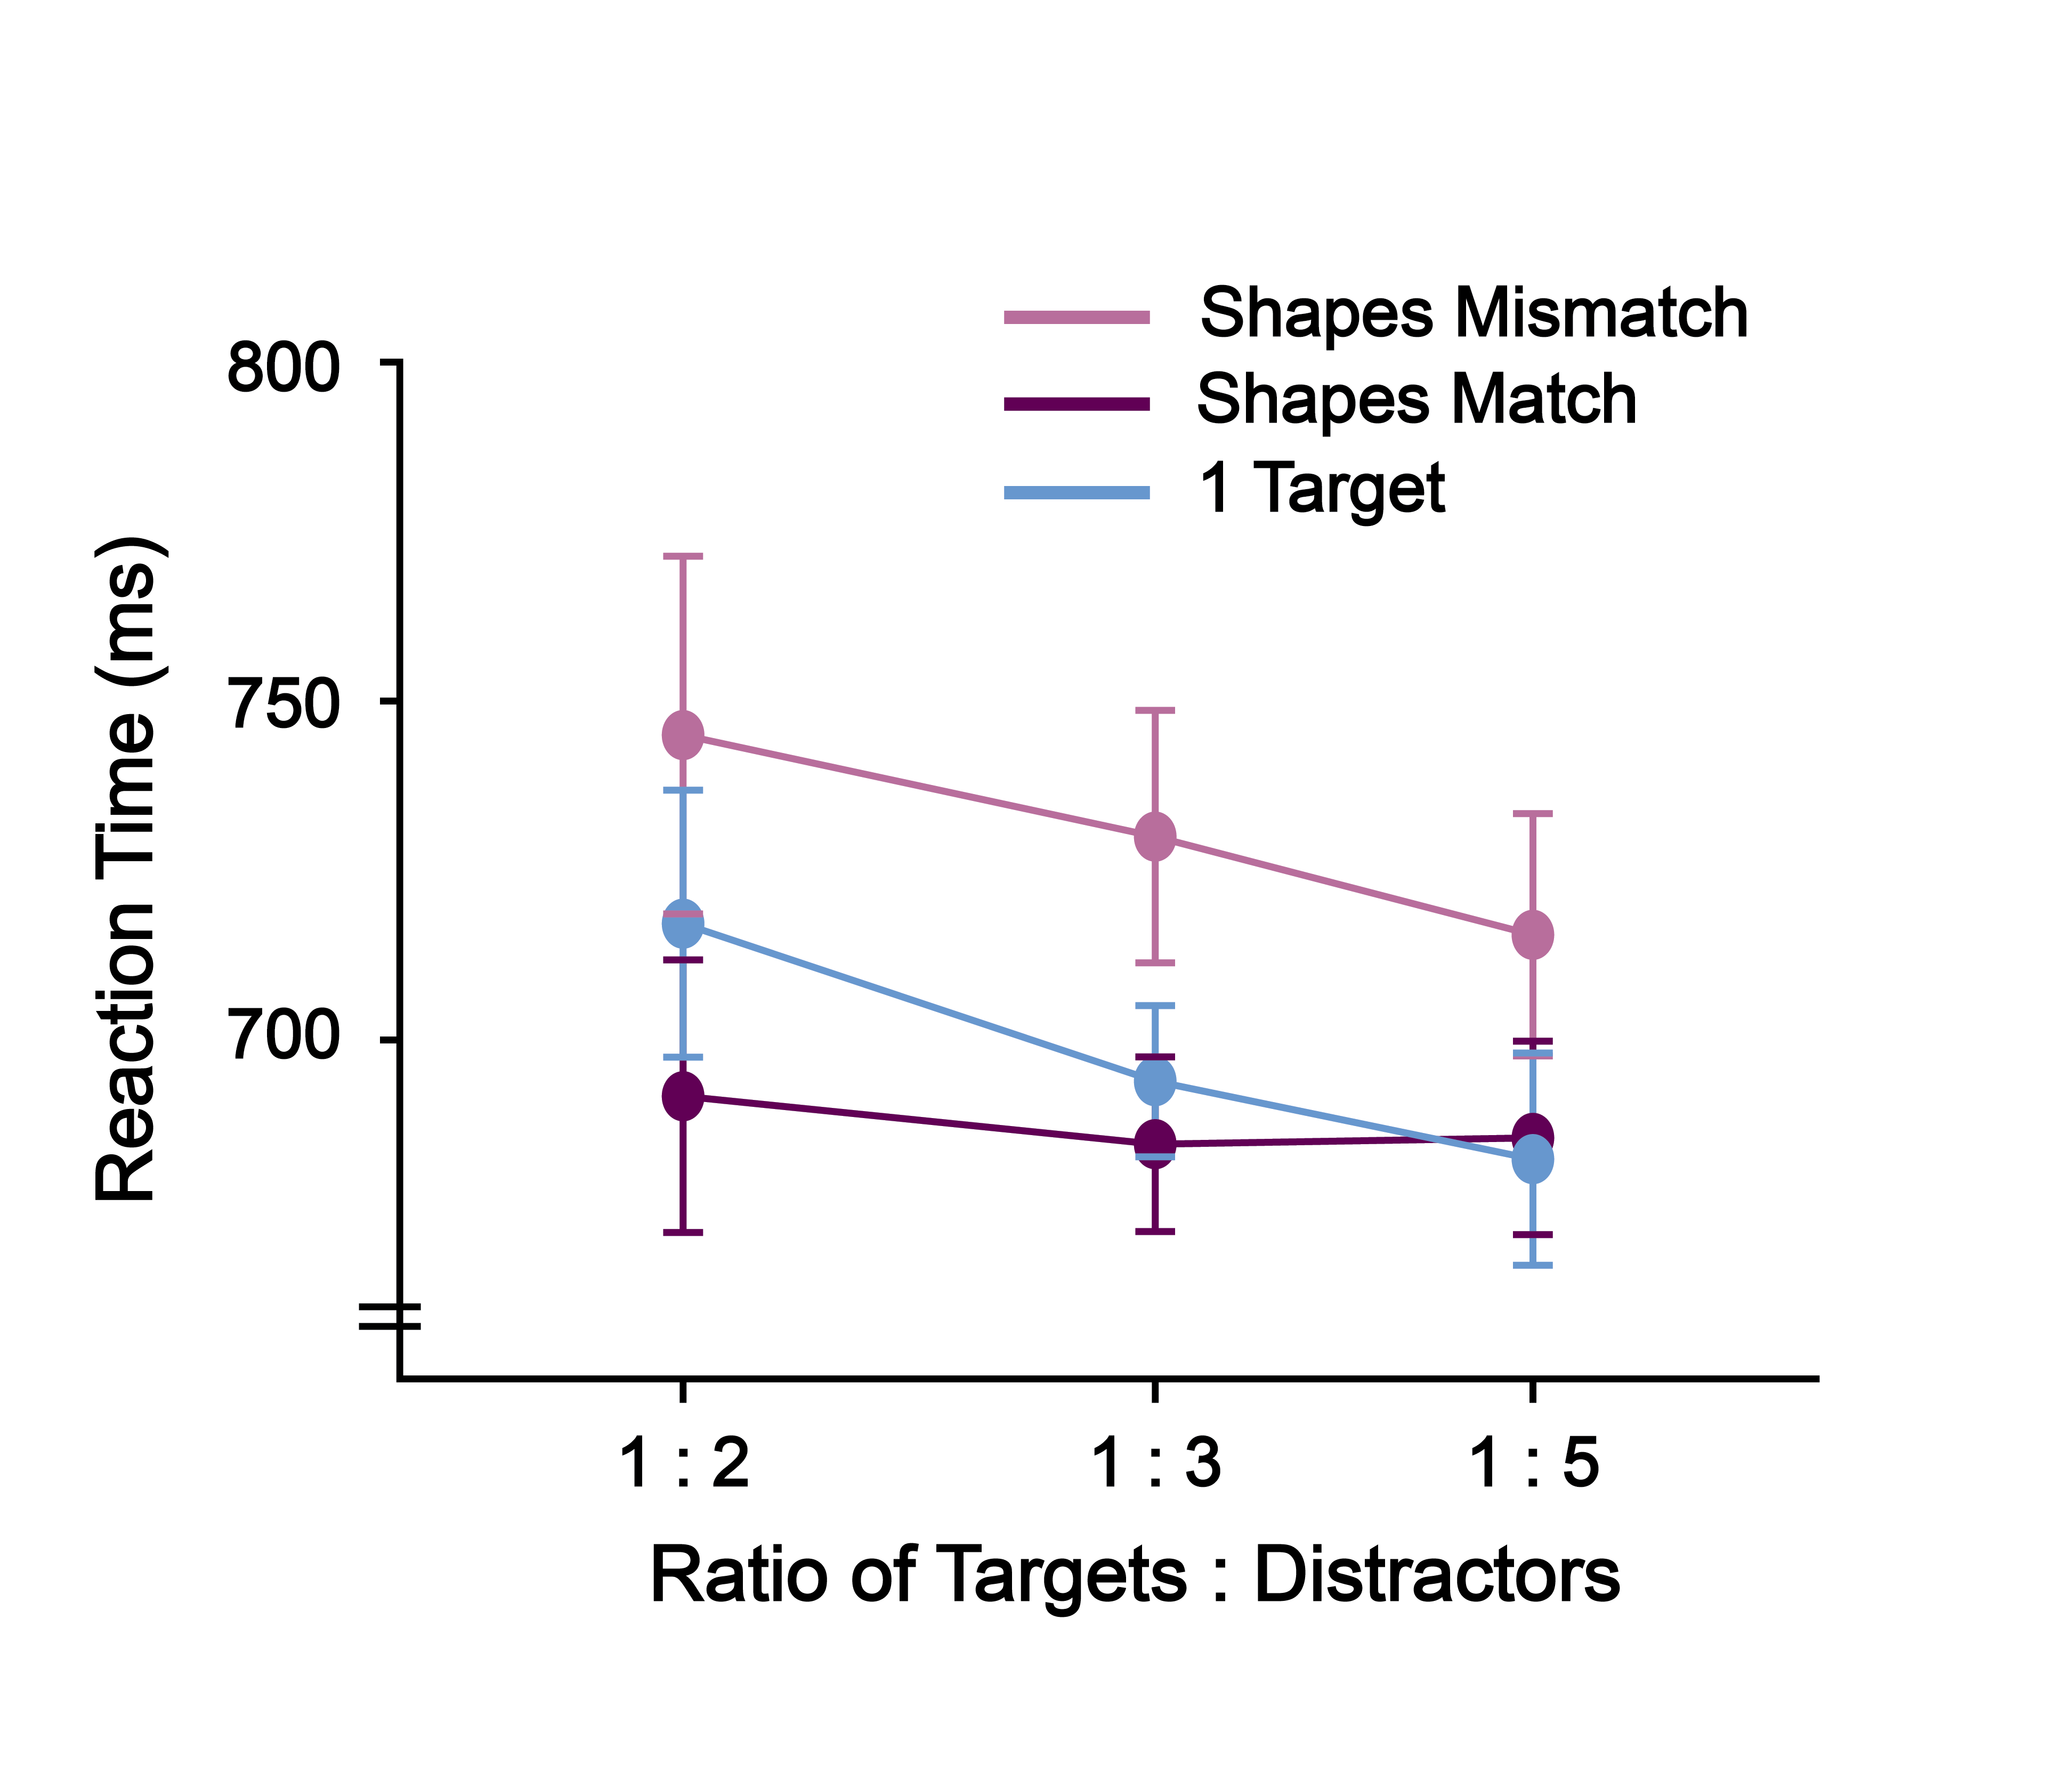 Shapes Mismatch
Shapes Match
1 Target
800
750
700
Reaction Time (ms)
1 : 2
1 : 3
1 : 5
Ratio of Targets : Distractors